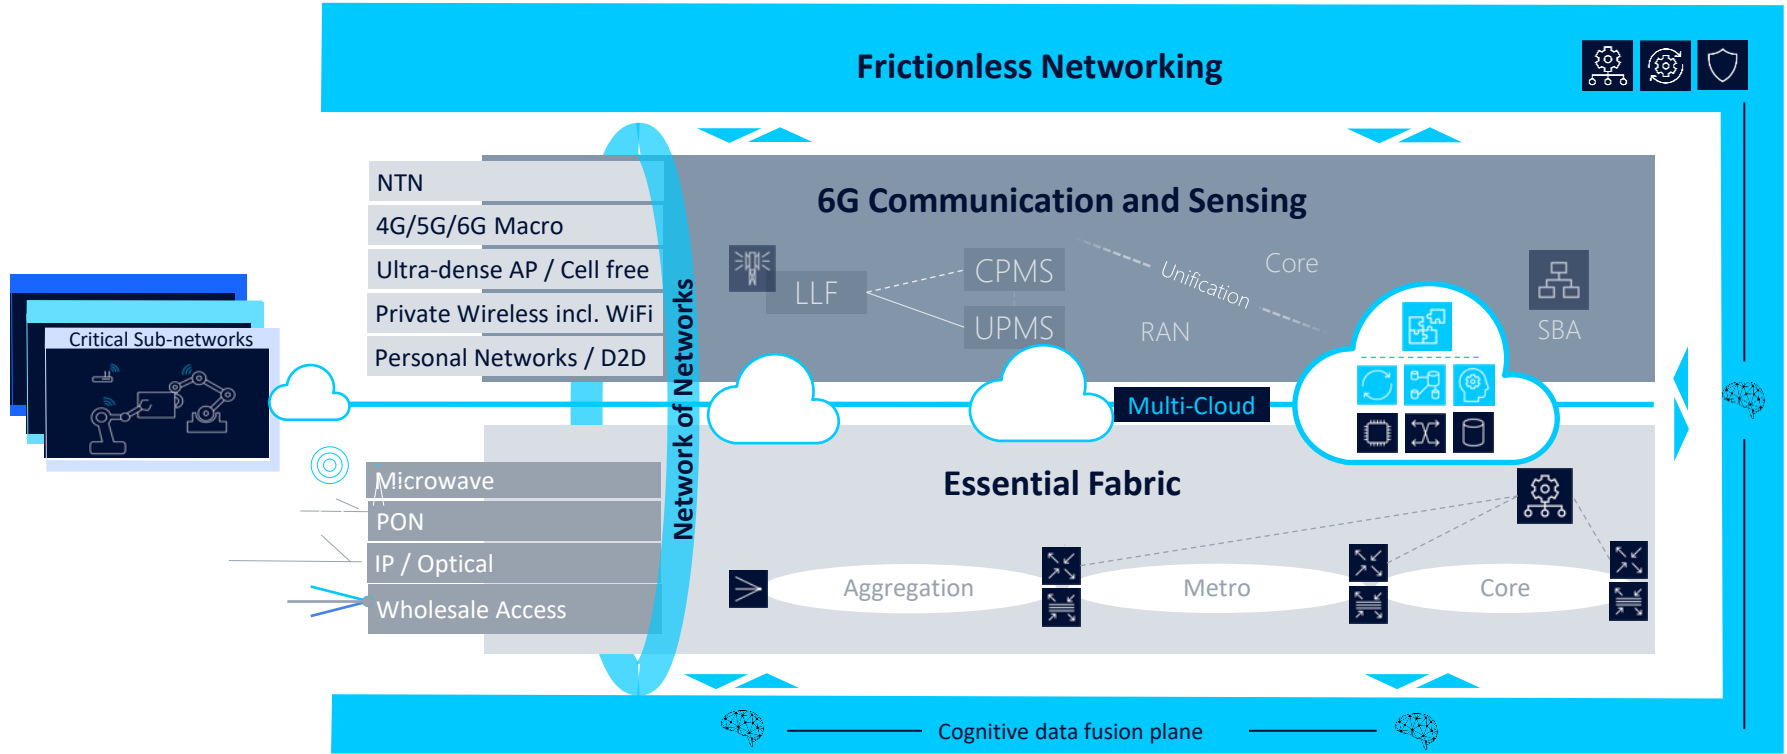 Frictionless Networking
NTN
4G/5G/6G Macro
Ultra-dense AP / Cell free
Private Wireless incl. WiFi
Personal Networks / D2D
Critical Sub-networks
Network of Networks
6G Communication and Sensing
LLF
CPMS
UPMS
Unification
Core
RAN
SBA
Multi-Cloud
Microwave
PON
IP / Optical
Wholesale Access
Essential Fabric
Aggregation
Metro
Core
Cognitive data fusion plane